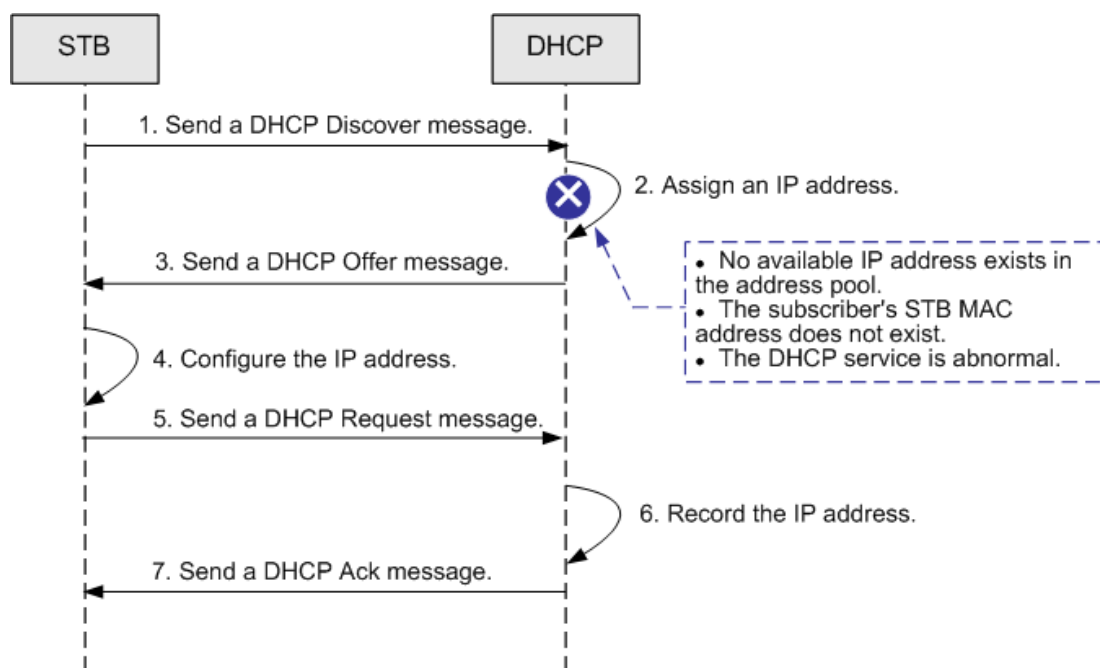 STB
DHCP
1. Send a DHCP Discover message.
2. Assign an IP address.
3. Send a DHCP Offer message.
• No available IP address exists in
the address pool.
• The subscriber's STB MAC
address does not exist.
• The DHCP service is abnormal.
4. Configure the IP address.
5. Send a DHCP Request message.
6. Record the IP address.
7. Send a DHCP Ack message.